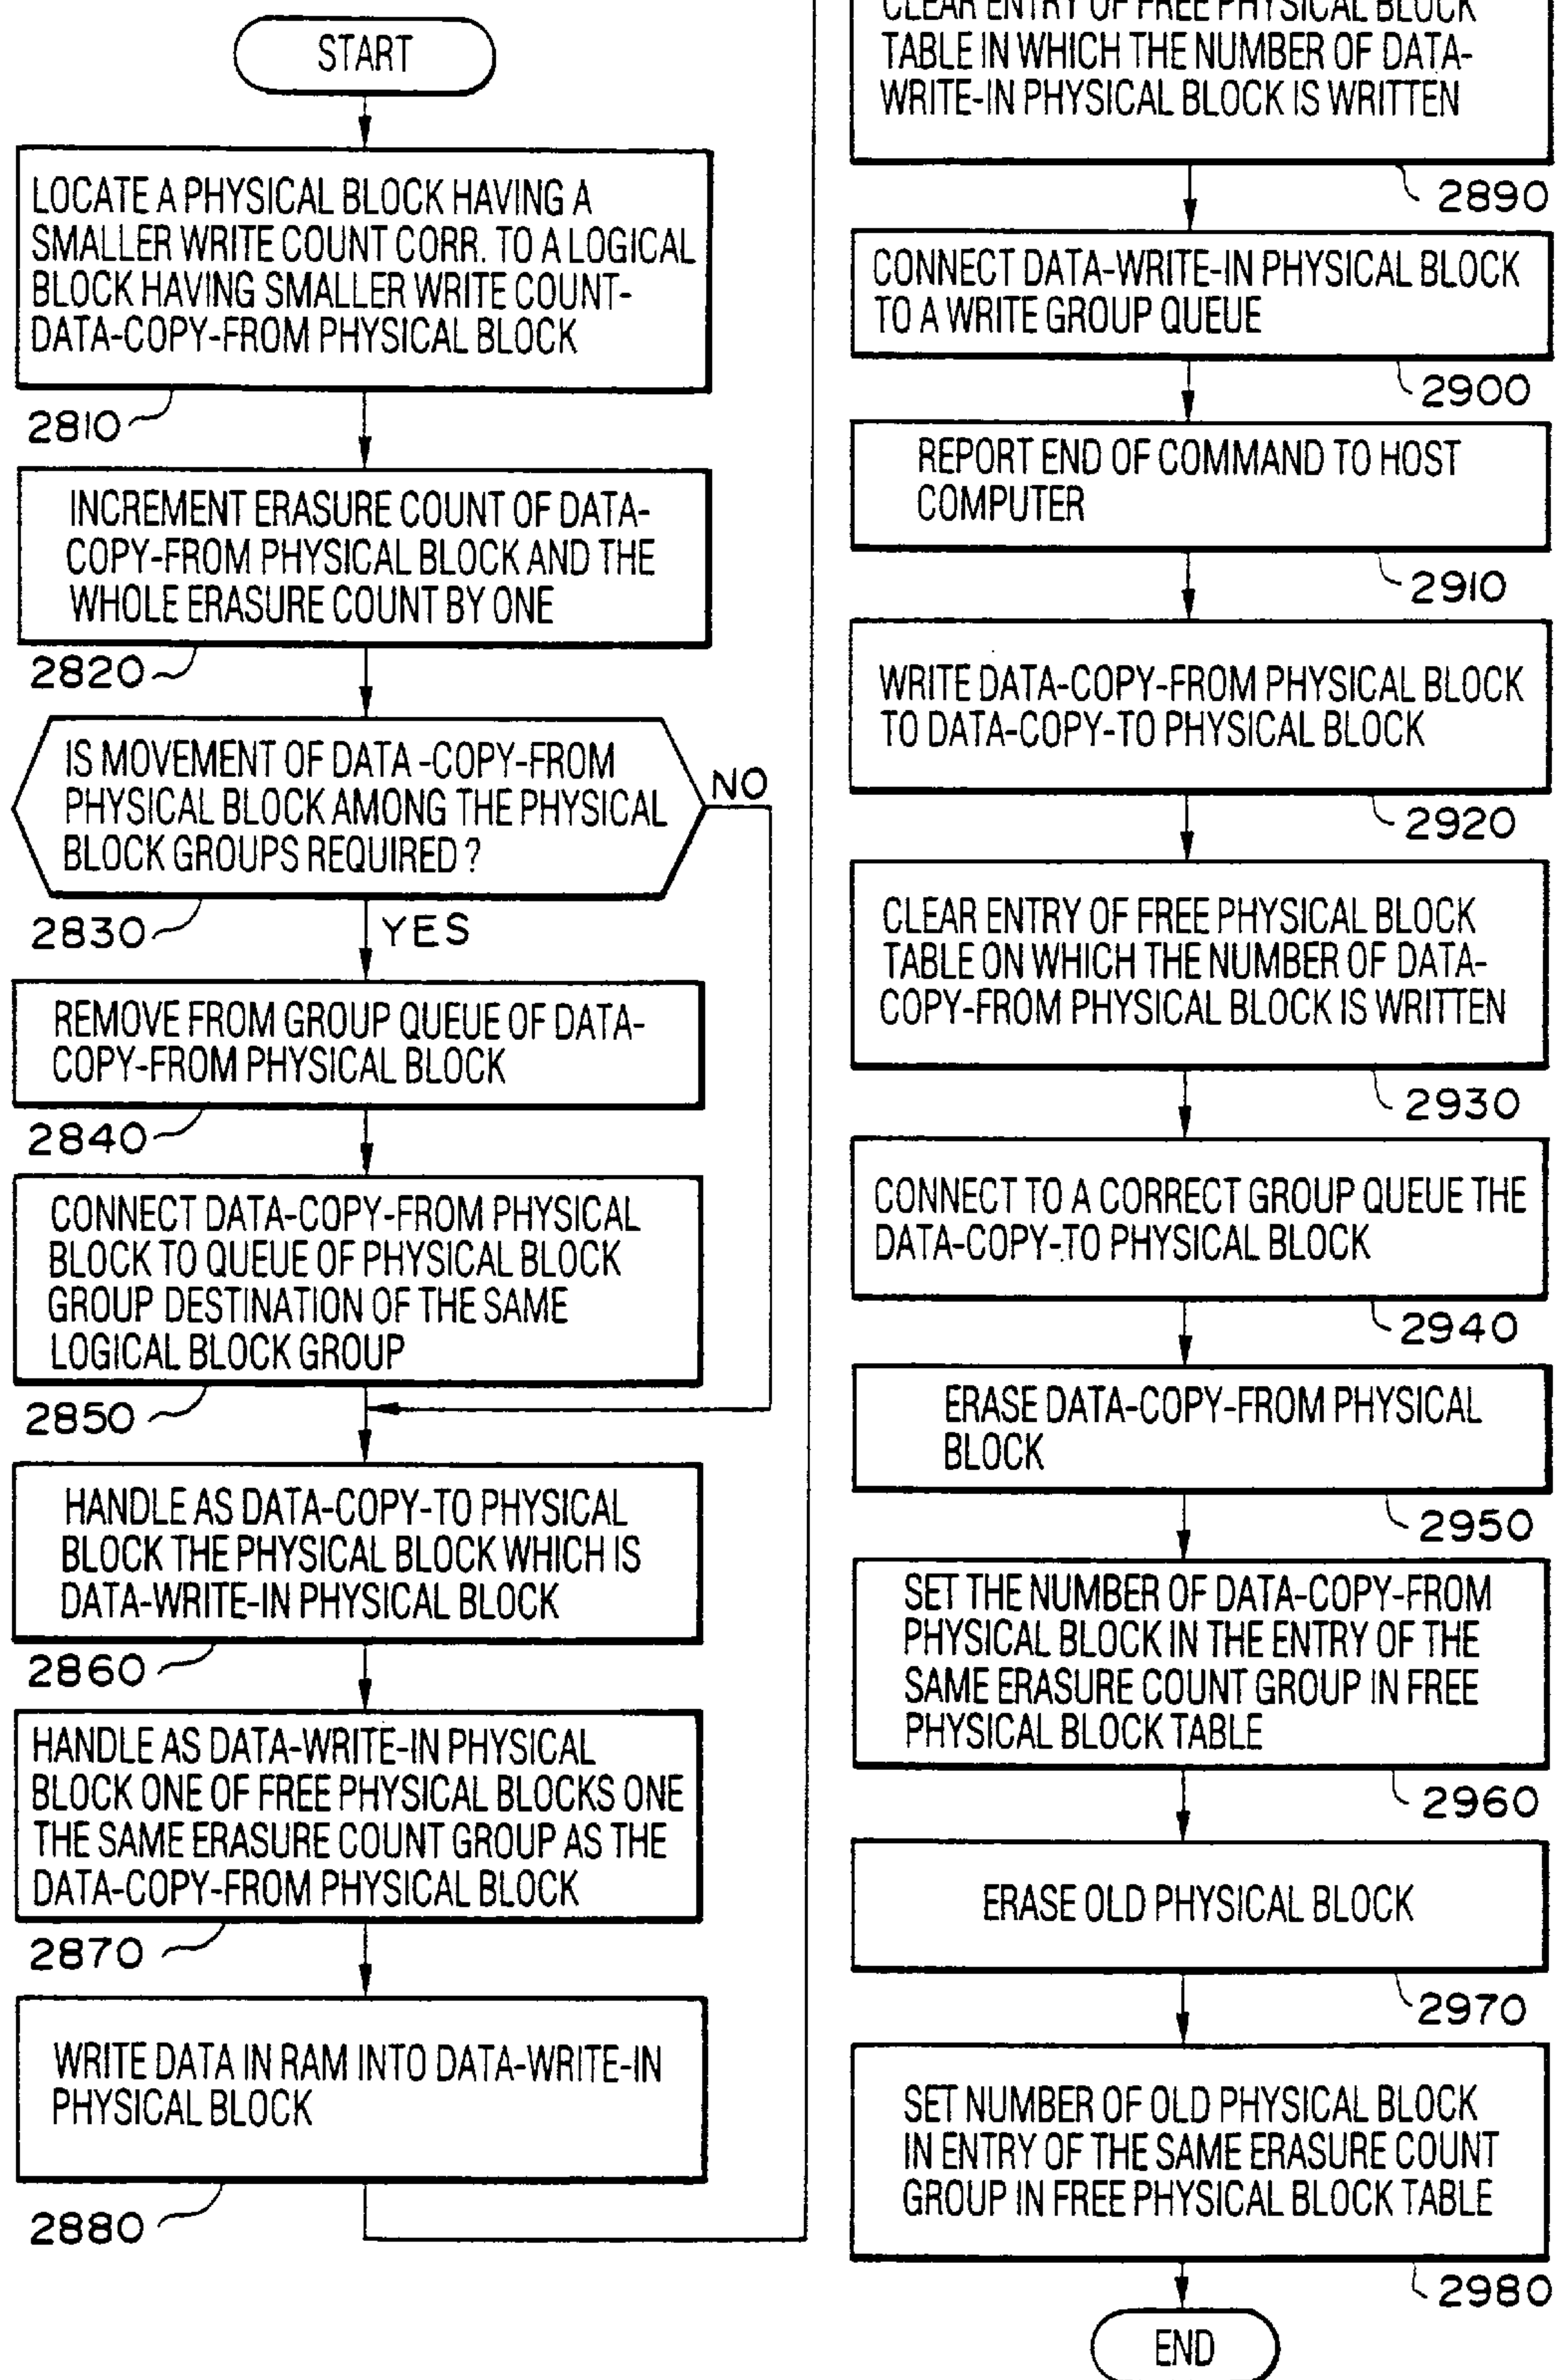 START
LOCATE A PHYSICAL BLOCK HAVING A
SMALLER WRITE COUNT CORR. TO A LOGICAL
BLOCK HAVING SMALLER WRITE COUNT-
DATA-COPY-FROM PHYSICAL BLOCK
2810
INCREMENT ERASURE COUNT OF DATA-
COPY-FROM PHYSICAL BLOCK AND THE
WHOLE ERASURE COUNT BY ONE
2820
IS MOVEMENT OF DATA -COPY-FROM
PHYSICAL BLOCK AMONG THE PHYSICAL
BLOCK GROUPS REQUIRED ?
NO
2830
YES
REMOVE FROM GROUP QUEUE OF DATA-
COPY-FROM PHYSICAL BLOCK
2840
CONNECT DATA-COPY-FROM PHYSICAL
BLOCK TO QUEUE OF PHYSICAL BLOCK
GROUP DESTINATION OF THE SAME
LOGICAL BLOCK GROUP
2850
HANDLE AS DATA-COPY-TO PHYSICAL
BLOCK THE PHYSICAL BLOCK WHICH IS
DATA-WRITE-IN PHYSICAL BLOCK
2860
HANDLE AS DATA-WRITE-IN PHYSICAL
BLOCK ONE OF FREE PHYSICAL BLOCKS ONE
THE SAME ERASURE COUNT GROUP AS THE
DATA-COPY-FROM PHYSICAL BLOCK
2870
WRITE DATA IN RAM INTO DATA-WRITE-IN
PHYSICAL BLOCK
2880
CLEAR ENTRY OF FREE PHYSICAL BLOCK
TABLE IN WHICH THE NUMBER OF DATA-
WRITE-IN PHYSICAL BLOCK IS WRITTEN
2890
CONNECT DATA-WRITE-IN PHYSICAL BLOCK
TO A WRITE GROUP QUEUE
2900
REPORT END OF COMMAND TO HOST
COMPUTER
2910
WRITE DATA-COPY-FROM PHYSICAL BLOCK
TO DATA-COPY-TO PHYSICAL BLOCK
2920
CLEAR ENTRY OF FREE PHYSICAL BLOCK
TABLE ON WHICH THE NUMBER OF DATA-
COPY-FROM PHYSICAL BLOCK IS WRITTEN
2930
CONNECT TO A CORRECT GROUP QUEUE THE
DATA-COPY-TO PHYSICAL BLOCK
2940
ERASE DATA-COPY-FROM PHYSICAL
BLOCK
2950
SET THE NUMBER OF DATA-COPY-FROM
PHYSICAL BLOCK IN THE ENTRY OF THE
SAME ERASURE COUNT GROUP IN FREE
PHYSICAL BLOCK TABLE
2960
ERASE OLD PHYSICAL BLOCK
2970
SET NUMBER OF OLD PHYSICAL BLOCK
IN ENTRY OF THE SAME ERASURE COUNT
GROUP IN FREE PHYSICAL BLOCK TABLE
2980
END